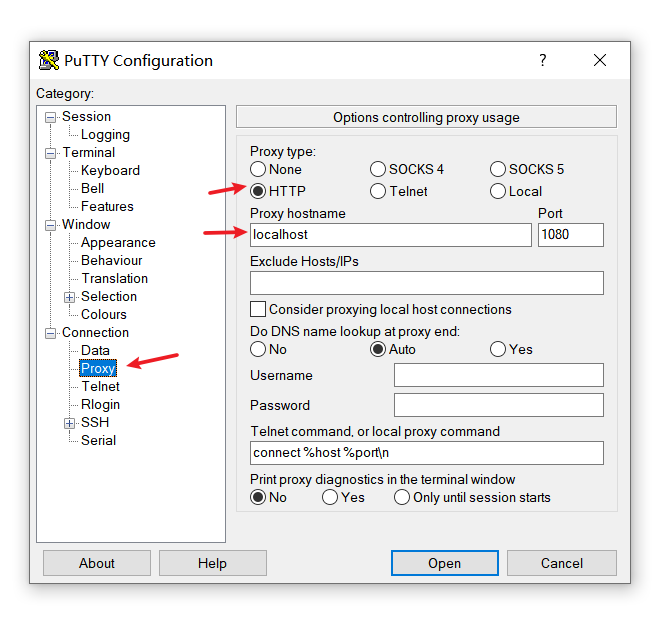 PuTTY Configuration
?
Category:
Session
Logging
Terminal
Keyboard
Bell
Features
Window
Appearance
Behaviour
Translation
Selection
Colours
Connection
Data
Proxy
Telnet
Rlogin
SSH
Serial
Options controlling proxy usage
Proxy type:
None SOCKS 4 SOCKS 5
HTTP Telnet Local
Proxy hostname Port
localhost 1080
Exclude Hosts/IPs
Consider proxying local host connections
Do DNS name lookup at proxy end:
No Auto Yes
Username
Password
Telnet command, or local proxy command
connect %host %port\n
Print proxy diagnostics in the terminal window
No Yes Only until session starts
About Help Open Cancel